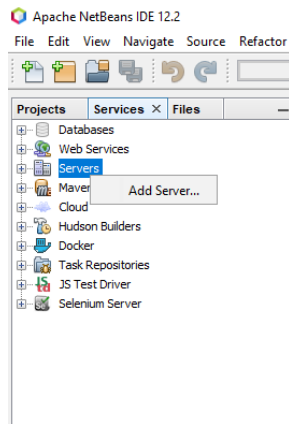 Apache NetBeans IDE 12.2
File Edit View Navigate Source Refactor
Projects Services × Files
Databases
Web Services
Servers
Add Server...
Cloud
Hudson Builders
Docker
Task Repositories
JS Test Driver
Selenium Server